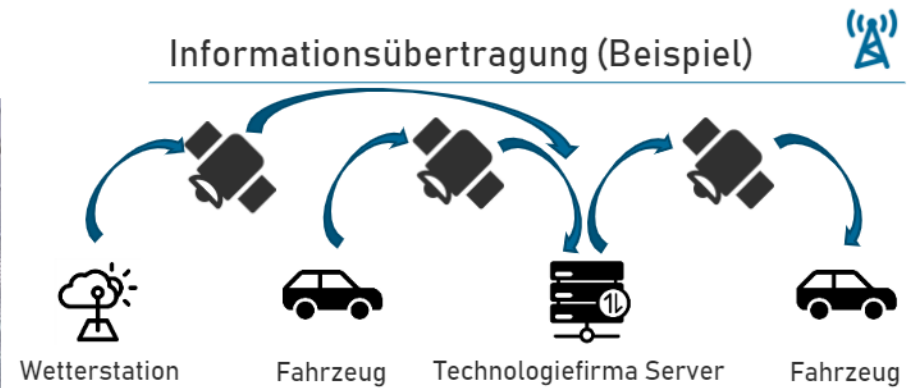 Informationsübertragung (Beispiel)
Wetterstation
Fahrzeug
Technologiefirma Server
Fahrzeug